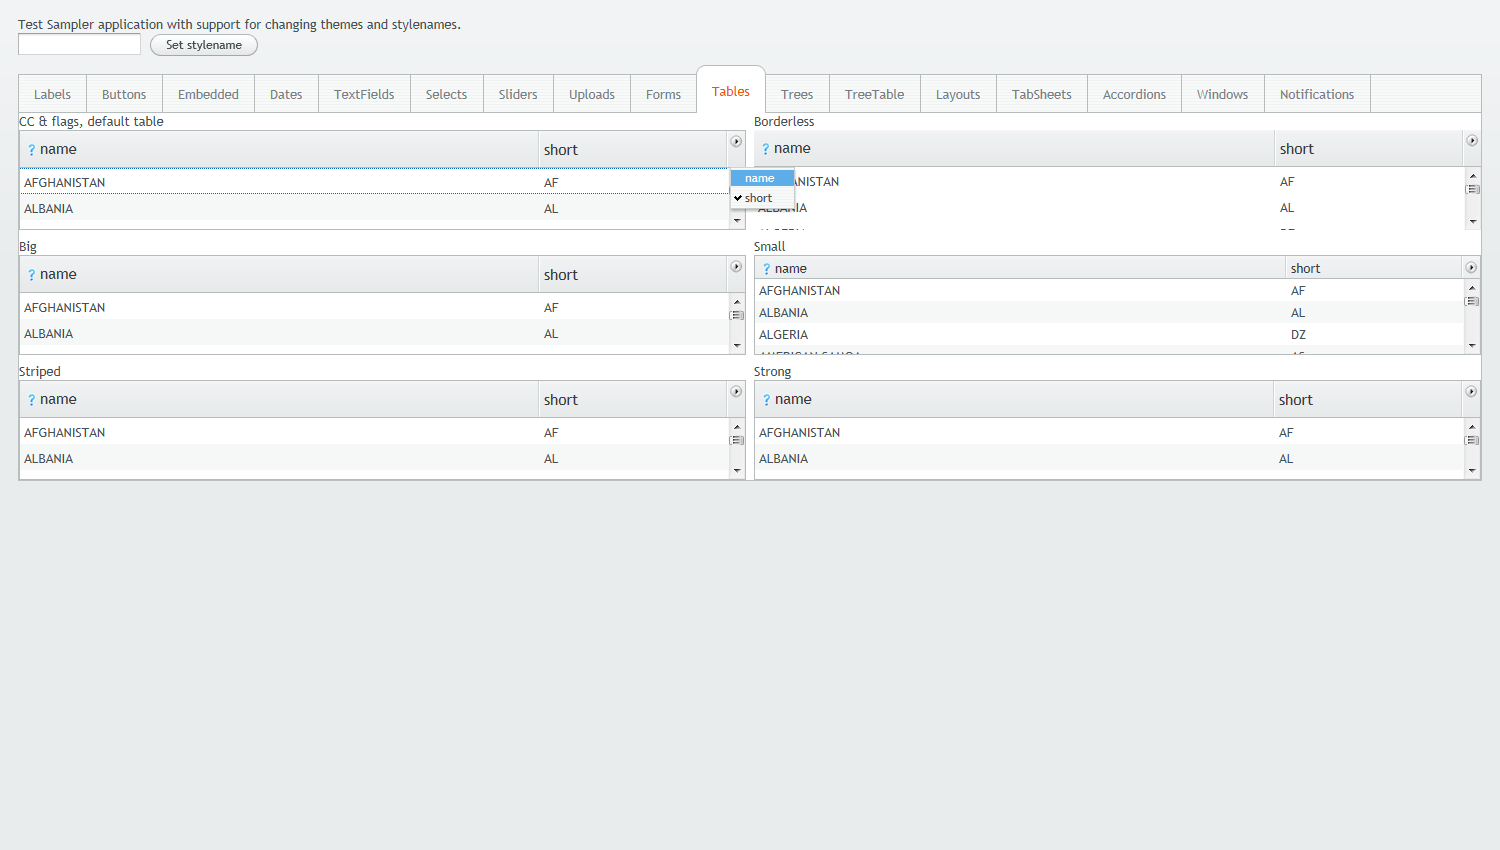 Test Sampler application with support for changing themes and stylenames.
Set stylename
Labels Buttons Embedded Dates TextFields Selects Sliders Uploads Forms Tables Trees TreeTable Layouts TabSheets Accordions Windows Notifications
CC & flags, default table
? name short
AFGHANISTAN AF
ALBANIA AL
name
short
Borderless
? name short
ANISTAN AF
ALBANIA AL
Big
? name short
AFGHANISTAN AF
ALBANIA AL
Small
? name short
AFGHANISTAN AF
ALBANIA AL
ALGERIA DZ
Striped
? name short
AFGHANISTAN AF
ALBANIA AL
Strong
? name short
AFGHANISTAN AF
ALBANIA AL